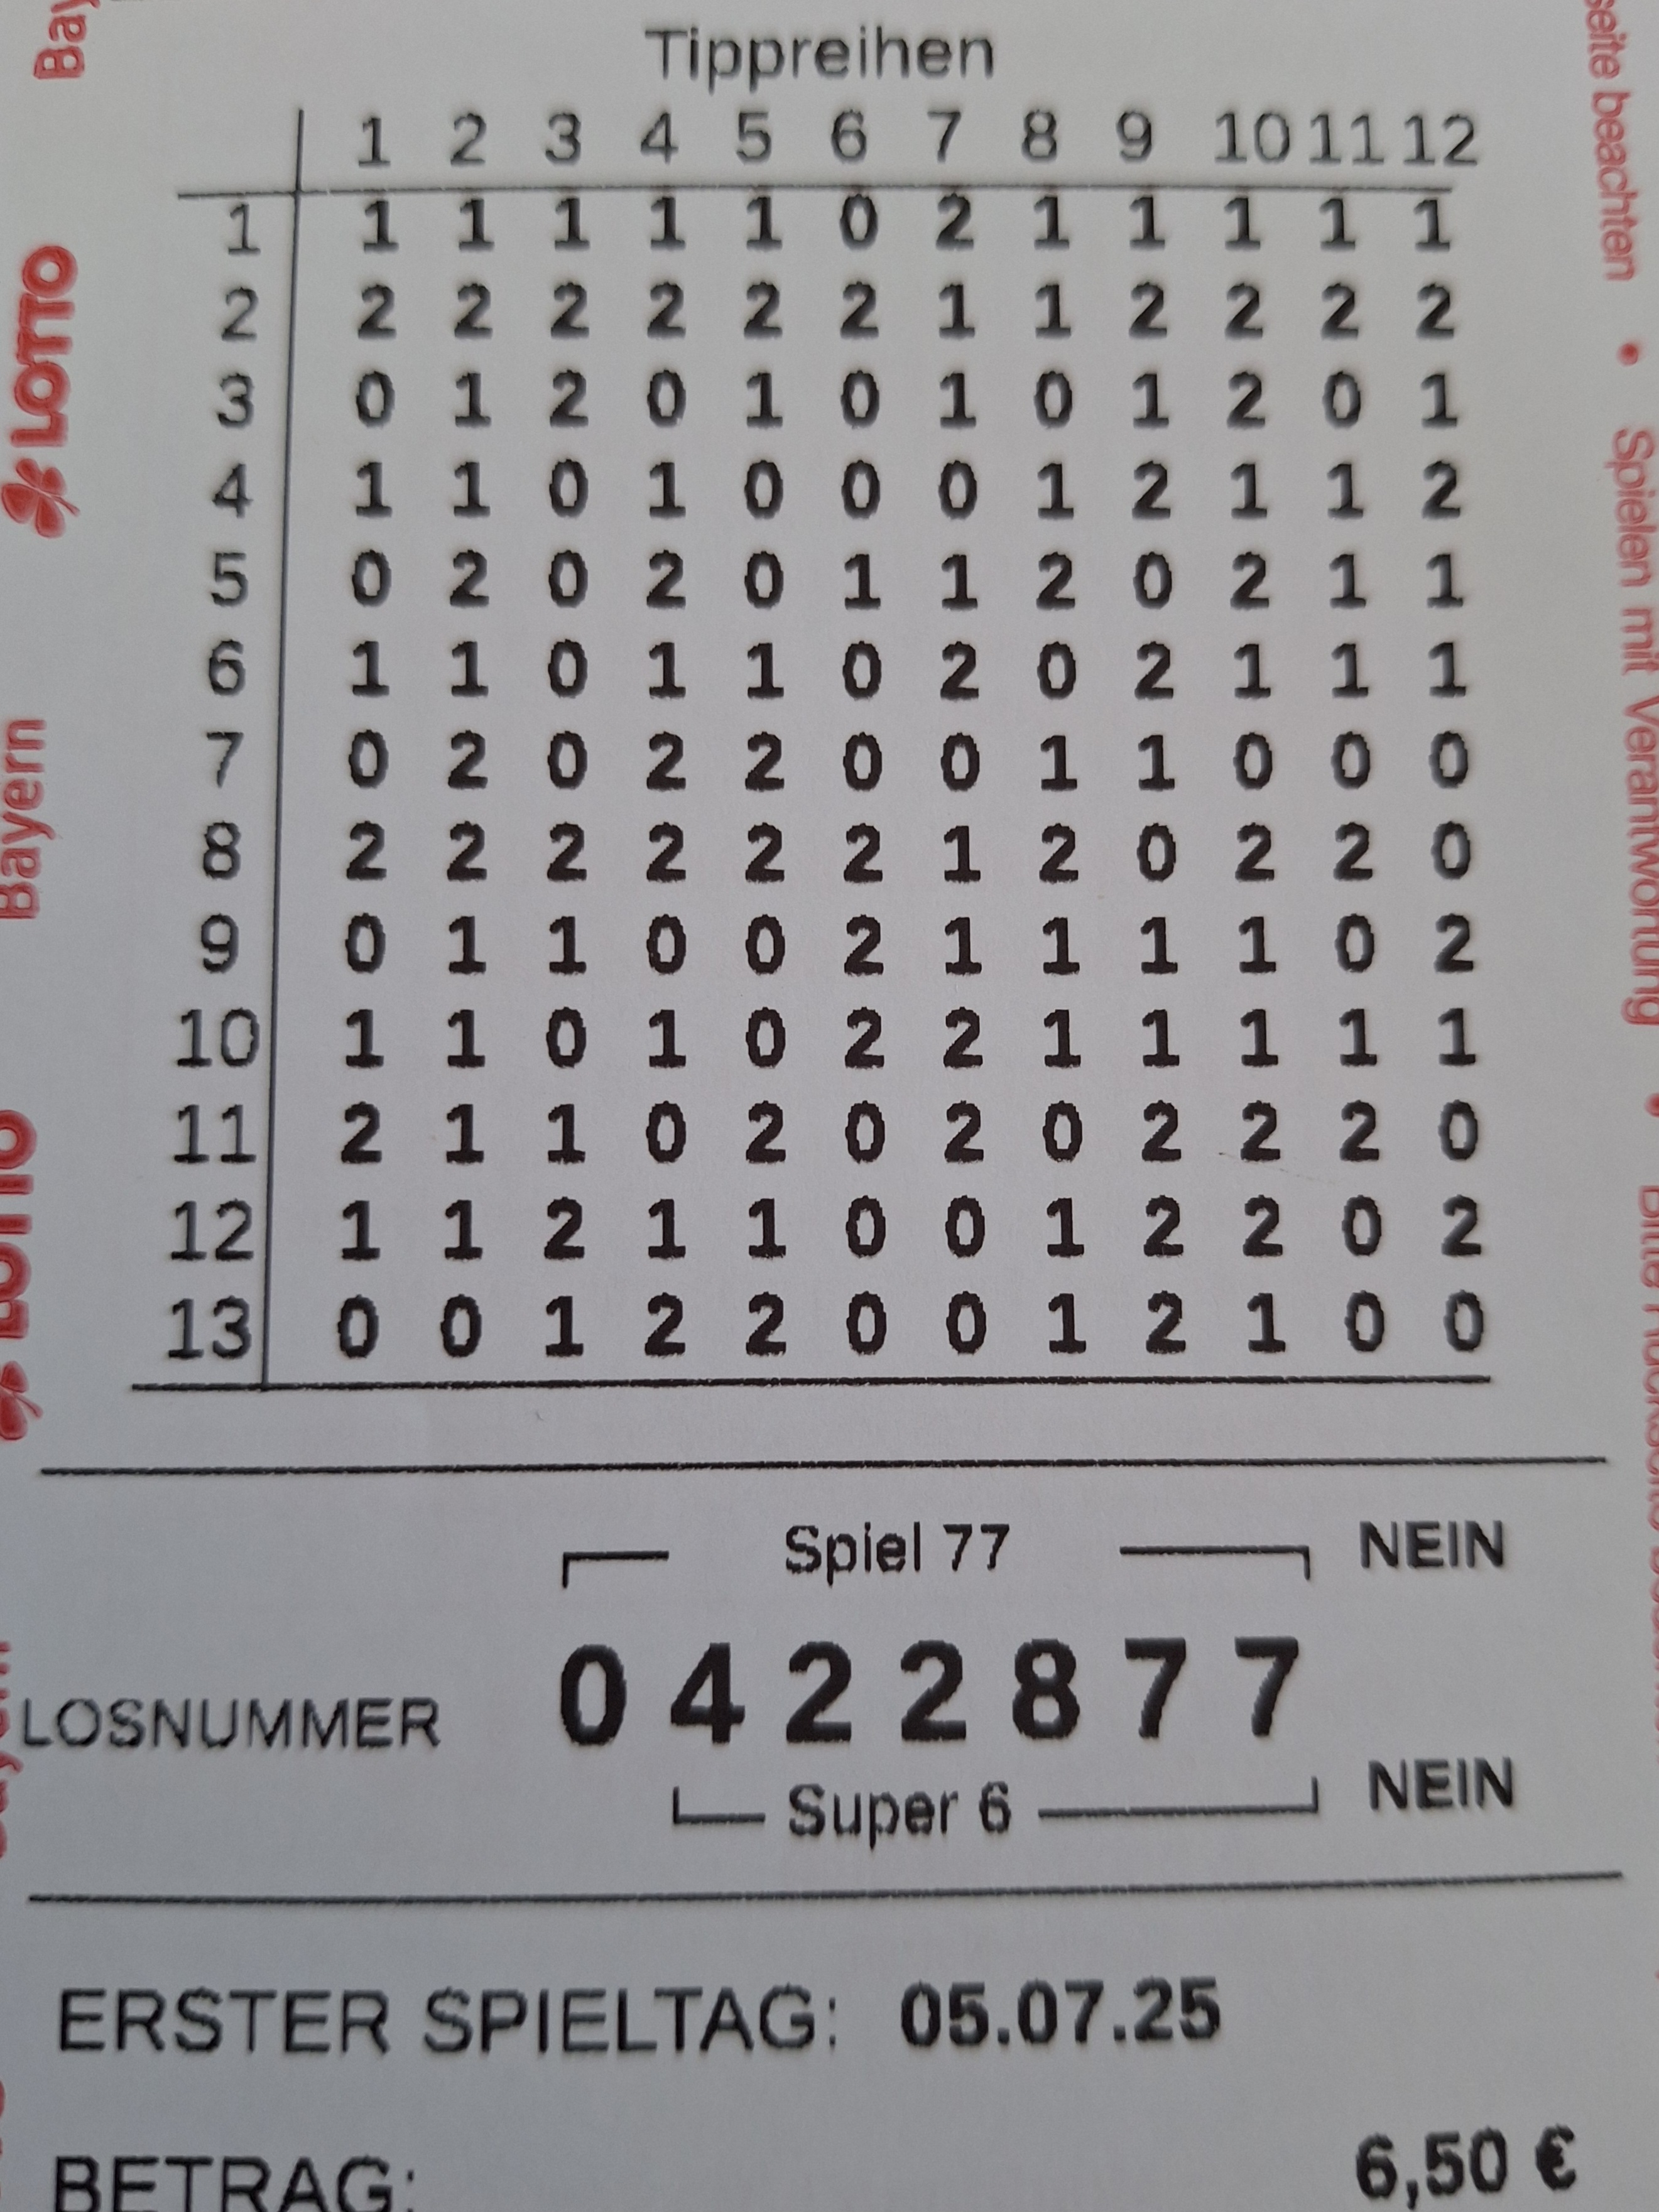 Tippreihen
1 2 3 4 5 6 7 8 9 10 11 12
1 1 1 1 1 1 0 2 1 1 1 1 1
2 2 2 2 2 2 2 1 1 2 2 2 2
3 0 1 2 0 1 0 1 0 1 2 0 1
4 1 1 0 1 0 0 0 1 2 1 1 2
5 0 2 0 2 0 1 1 2 0 2 1 1
6 1 1 0 1 1 0 2 0 2 1 1 1
7 0 2 0 2 2 0 0 1 1 0 0 0
8 2 2 2 2 2 2 1 2 0 2 2 0
9 0 1 1 0 0 2 1 1 1 1 0 2
10 1 1 0 1 0 2 2 1 1 1 1 1
11 2 1 1 0 2 0 2 0 2 2 2 0
12 1 1 2 1 1 0 0 1 2 2 0 2
13 0 0 1 2 2 0 0 1 2 1 0 0
Spiel 77 NEIN
LOSNUMMER 0 4 2 2 8 7 7
Super 6 NEIN
ERSTER SPIELTAG: 05.07.25
BETRAG: 6,50 €
LOTTO
Bayern
LOTTO
beachten • Spielen mit Verantwortung •